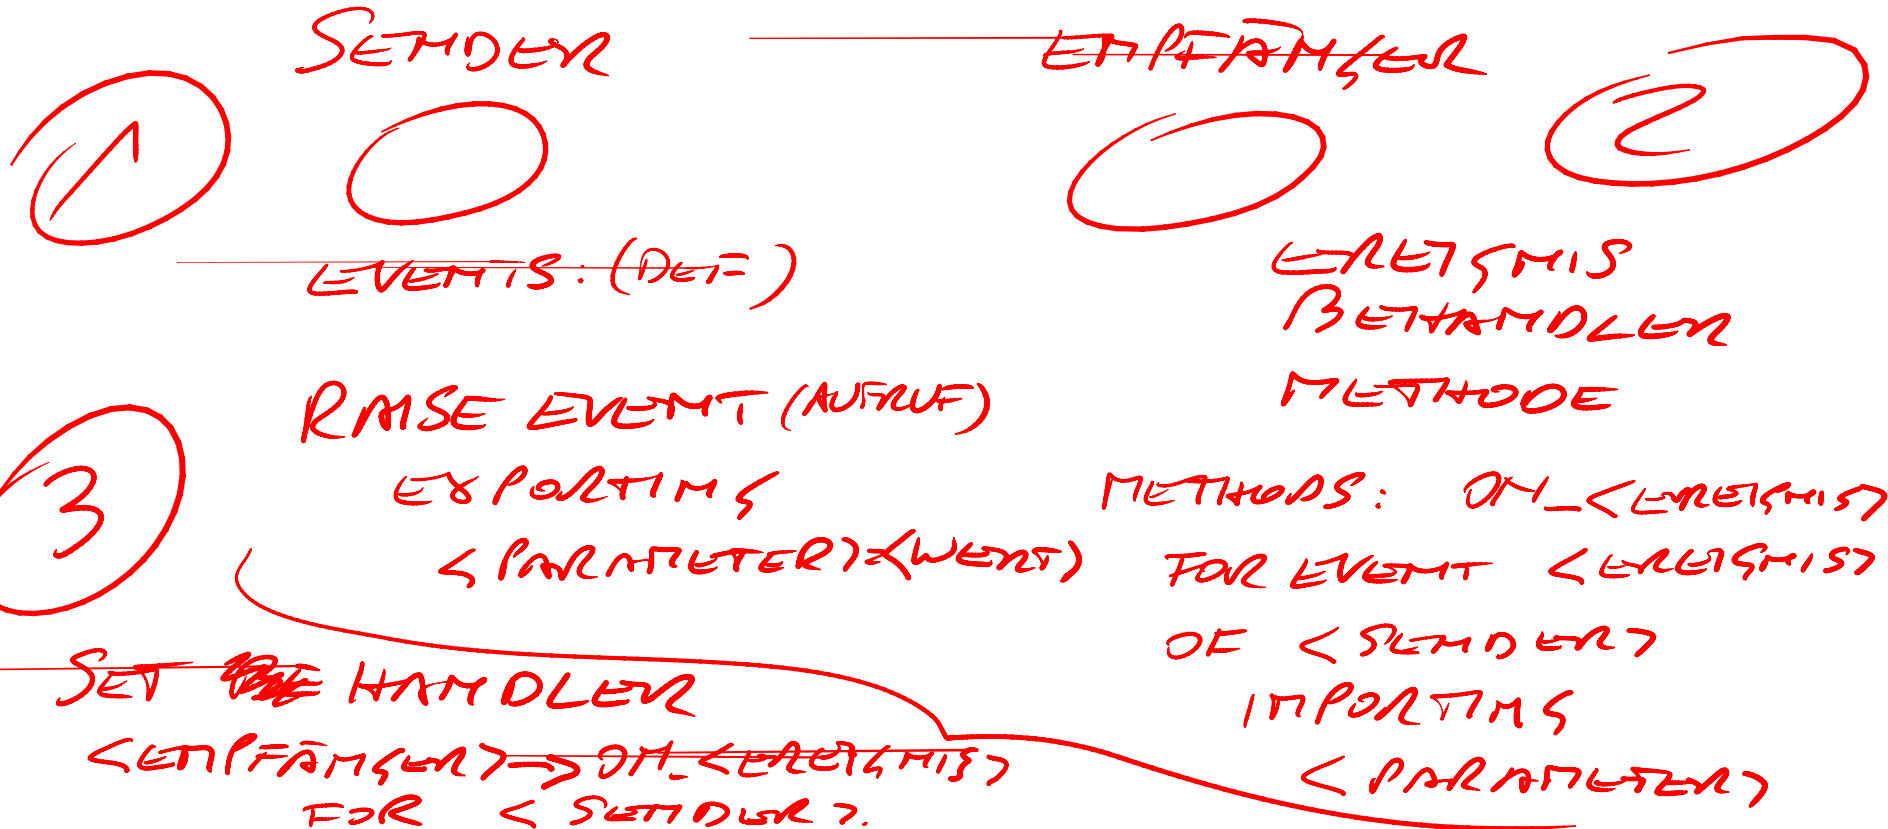 SENDER EMPFÄNGER
1 2
EVENTS: (DEF)
EREIGNIS
BEHANDLER
METHODE
RAISE EVENT (AUFRUF)
EXPORTING
<PARAMETER>=<WERT>
METHODS: ON_<EREIGNIS>
FOR EVENT <EREIGNIS>
OF <SENDER>
IMPORTING
<PARAMETER>
3
SET HANDLER
<EMPFÄNGER>->ON_<EREIGNIS>
FOR <SENDER>.